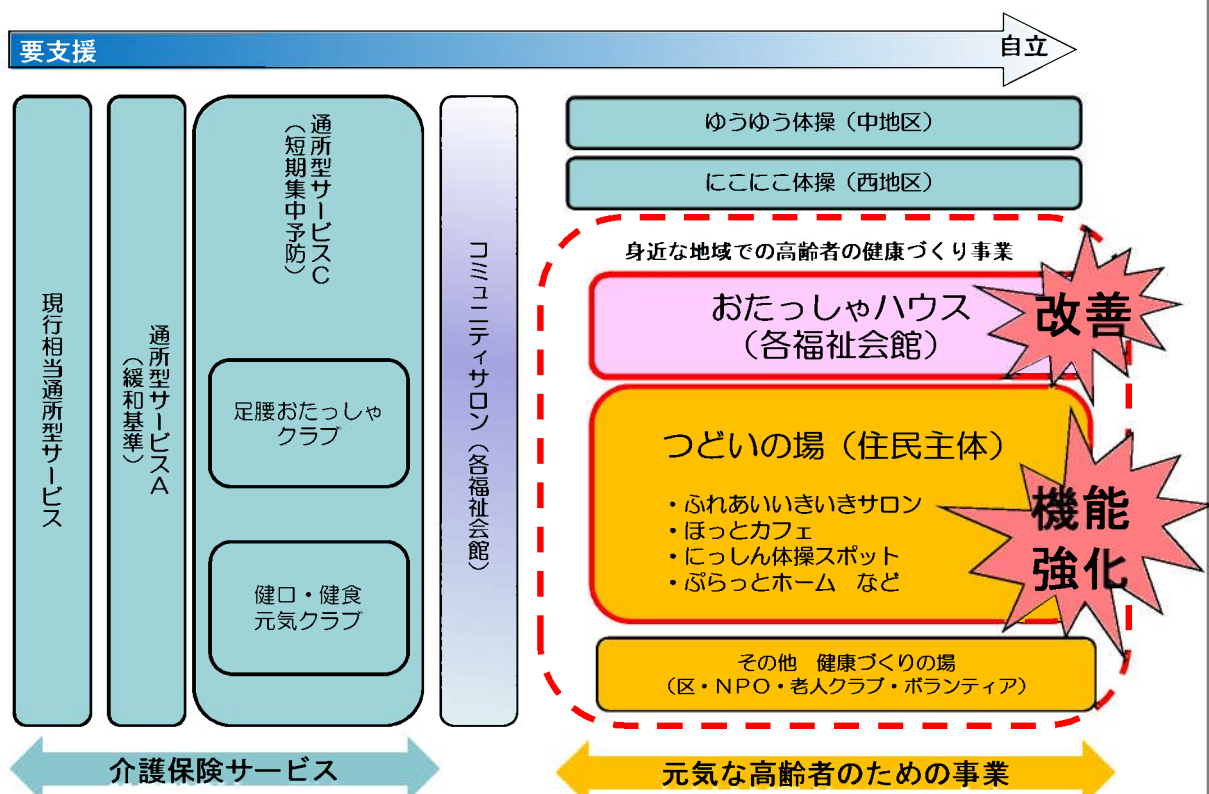 要支援
自立
現行相当通所型サービス
通所型サービスA
（緩和基準）
通所型サービスC
（短期集中予防）
足腰おたっしゃ
クラブ
健口・健食
元気クラブ
コミュニティサロン（各福祉会館）
ゆうゆう体操（中地区）
にこにこ体操（西地区）
身近な地域での高齢者の健康づくり事業
おたっしゃハウス
（各福祉会館）
改善
つどいの場（住民主体）
・ふれあいいきいきサロン
・ほっとカフェ
・にっしん体操スポット
・ぷらっとホーム　など
機能
強化
その他　健康づくりの場
（区・ＮＰＯ・老人クラブ・ボランティア）
介護保険サービス
元気な高齢者のための事業